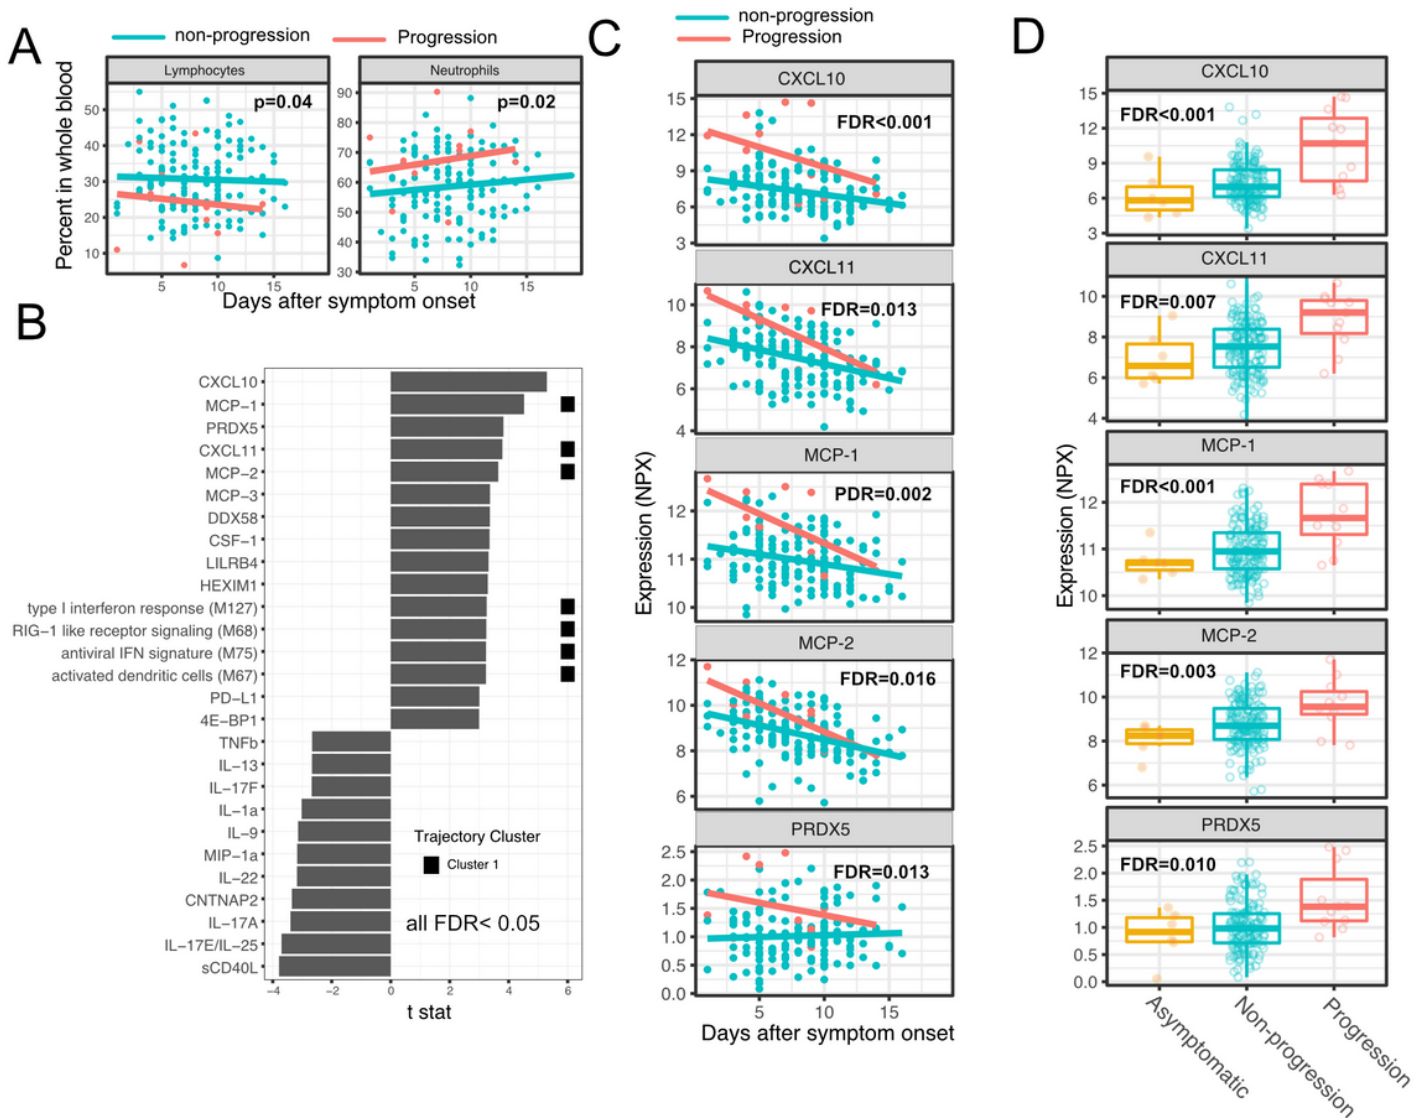 A
non-progression
Progression
Lymphocytes
Neutrophils
p=0.04
p=0.02
Percent in whole blood
50
40
30
20
10
90
80
70
60
50
40
30
5
10
15
5
10
15
Days after symptom onset
B
CXCL10
MCP-1
PRDX5
CXCL11
MCP-2
MCP-3
DDX58
CSF-1
LILRB4
HEXIM1
type I interferon response (M127)
RIG-1 like receptor signaling (M68)
antiviral IFN signature (M75)
activated dendritic cells (M67)
PD-L1
4E-BP1
TNFb
IL-13
IL-17F
IL-1a
IL-9
MIP-1a
IL-22
CNTNAP2
IL-17A
IL-17E/IL-25
sCD40L
Trajectory Cluster
Cluster 1
all FDR< 0.05
-4
-2
0
2
4
6
t stat
C
non-progression
Progression
Expression (NPX)
CXCL10
FDR<0.001
15
12
9
6
3
CXCL11
FDR=0.013
10
8
6
4
MCP-1
PDR=0.002
12
11
10
MCP-2
FDR=0.016
12
10
8
6
PRDX5
FDR=0.013
2.5
2.0
1.5
1.0
0.5
0.0
5
10
15
Days after symptom onset
D
Expression (NPX)
CXCL10
FDR<0.001
15
12
9
6
3
CXCL11
FDR=0.007
10
8
6
4
MCP-1
FDR<0.001
12
11
10
MCP-2
FDR=0.003
12
10
8
6
PRDX5
FDR=0.010
2.5
2.0
1.5
1.0
0.5
0.0
Asymptomatic
Non-progression
Progression